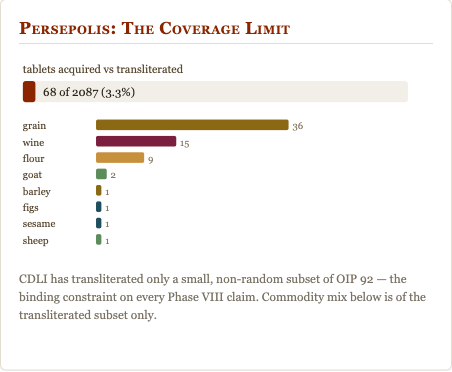 Persepolis: The Coverage Limit
tablets acquired vs transliterated
68 of 2087 (3.3%)
grain 36
wine 15
flour 9
goat 2
barley 1
figs 1
sesame 1
sheep 1
CDLI has transliterated only a small, non-random subset of OIP 92 — the
binding constraint on every Phase VIII claim. Commodity mix below is of the
transliterated subset only.